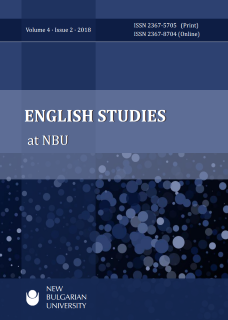 Volume 4 · Issue 2 · 2018
ISSN 2367-5705 (Print)
ISSN 2367-8704 (Online)
ENGLISH STUDIES
at NBU
NEW
BULGARIAN
UNIVERSITY